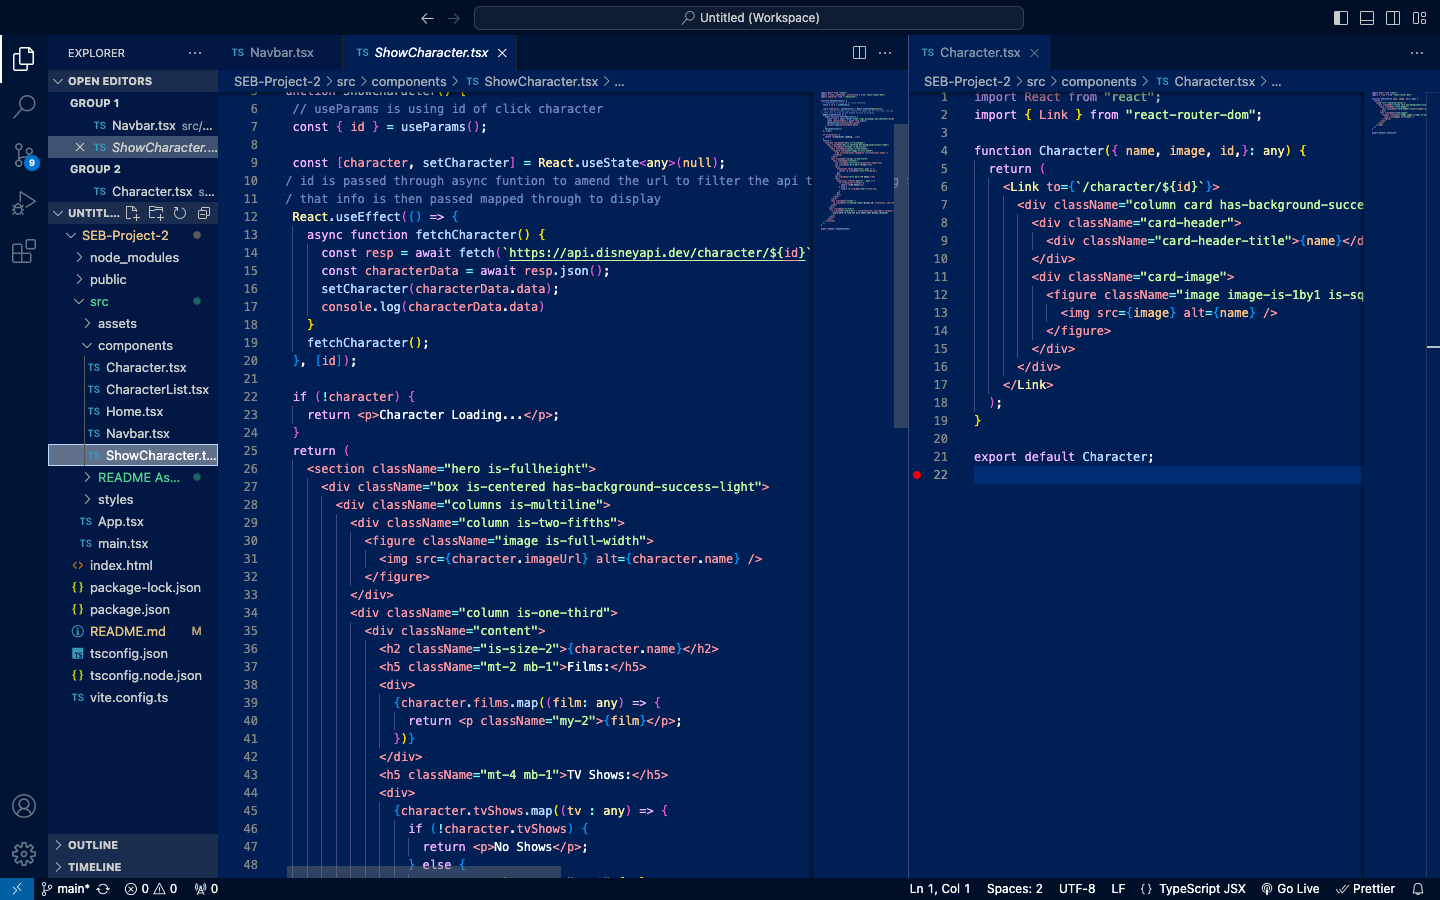 Untitled (Workspace)
EXPLORER
OPEN EDITORS
GROUP 1
TS Navbar.tsx src/...
TS ShowCharacter....
GROUP 2
TS Character.tsx s...
UNTITL...
SEB-Project-2
node_modules
public
src
assets
components
TS Character.tsx
TS CharacterList.tsx
TS Home.tsx
TS Navbar.tsx
TS ShowCharacter.t...
README As...
styles
TS App.tsx
TS main.tsx
<> index.html
{} package-lock.json
{} package.json
README.md M
TS tsconfig.json
{} tsconfig.node.json
TS vite.config.ts
OUTLINE
TIMELINE
9
TS Navbar.tsx
TS ShowCharacter.tsx
SEB-Project-2 > src > components > TS ShowCharacter.tsx > ...
5 unction ShowCharacter() {
6 // useParams is using id of click character
7 const { id } = useParams();
8
9 const [character, setCharacter] = React.useState<any>(null);
10 / id is passed through async funtion to amend the url to filter the api t
11 / that info is then passed mapped through to display
12 React.useEffect(() => {
13 async function fetchCharacter() {
14 const resp = await fetch(`https://api.disneyapi.dev/character/${id}`
15 const characterData = await resp.json();
16 setCharacter(characterData.data);
17 console.log(characterData.data)
18 }
19 fetchCharacter();
20 }, [id]);
21
22 if (!character) {
23 return <p>Character Loading...</p>;
24 }
25 return (
26 <section className="hero is-fullheight">
27 <div className="box is-centered has-background-success-light">
28 <div className="columns is-multiline">
29 <div className="column is-two-fifths">
30 <figure className="image is-full-width">
31 <img src={character.imageUrl} alt={character.name} />
32 </figure>
33 </div>
34 <div className="column is-one-third">
35 <div className="content">
36 <h2 className="is-size-2">{character.name}</h2>
37 <h5 className="mt-2 mb-1">Films:</h5>
38 <div>
39 {character.films.map((film: any) => {
40 return <p className="my-2">{film}</p>;
41 })}
42 </div>
43 <h5 className="mt-4 mb-1">TV Shows:</h5>
44 <div>
45 {character.tvShows.map((tv : any) => {
46 if (!character.tvShows) {
47 return <p>No Shows</p>;
48 } else {
TS Character.tsx
SEB-Project-2 > src > components > TS Character.tsx > ...
1 import React from "react";
2 import { Link } from "react-router-dom";
3
4 function Character({ name, image, id,}: any) {
5 return (
6 <Link to={`/character/${id}`}>
7 <div className="column card has-background-succe
8 <div className="card-header">
9 <div className="card-header-title">{name}</d
10 </div>
11 <div className="card-image">
12 <figure className="image image-is-1by1 is-sq
13 <img src={image} alt={name} />
14 </figure>
15 </div>
16 </div>
17 </Link>
18 );
19 }
20
21 export default Character;
22
main* 0 0 0 Ln 1, Col 1 Spaces: 2 UTF-8 LF {} TypeScript JSX Go Live Prettier